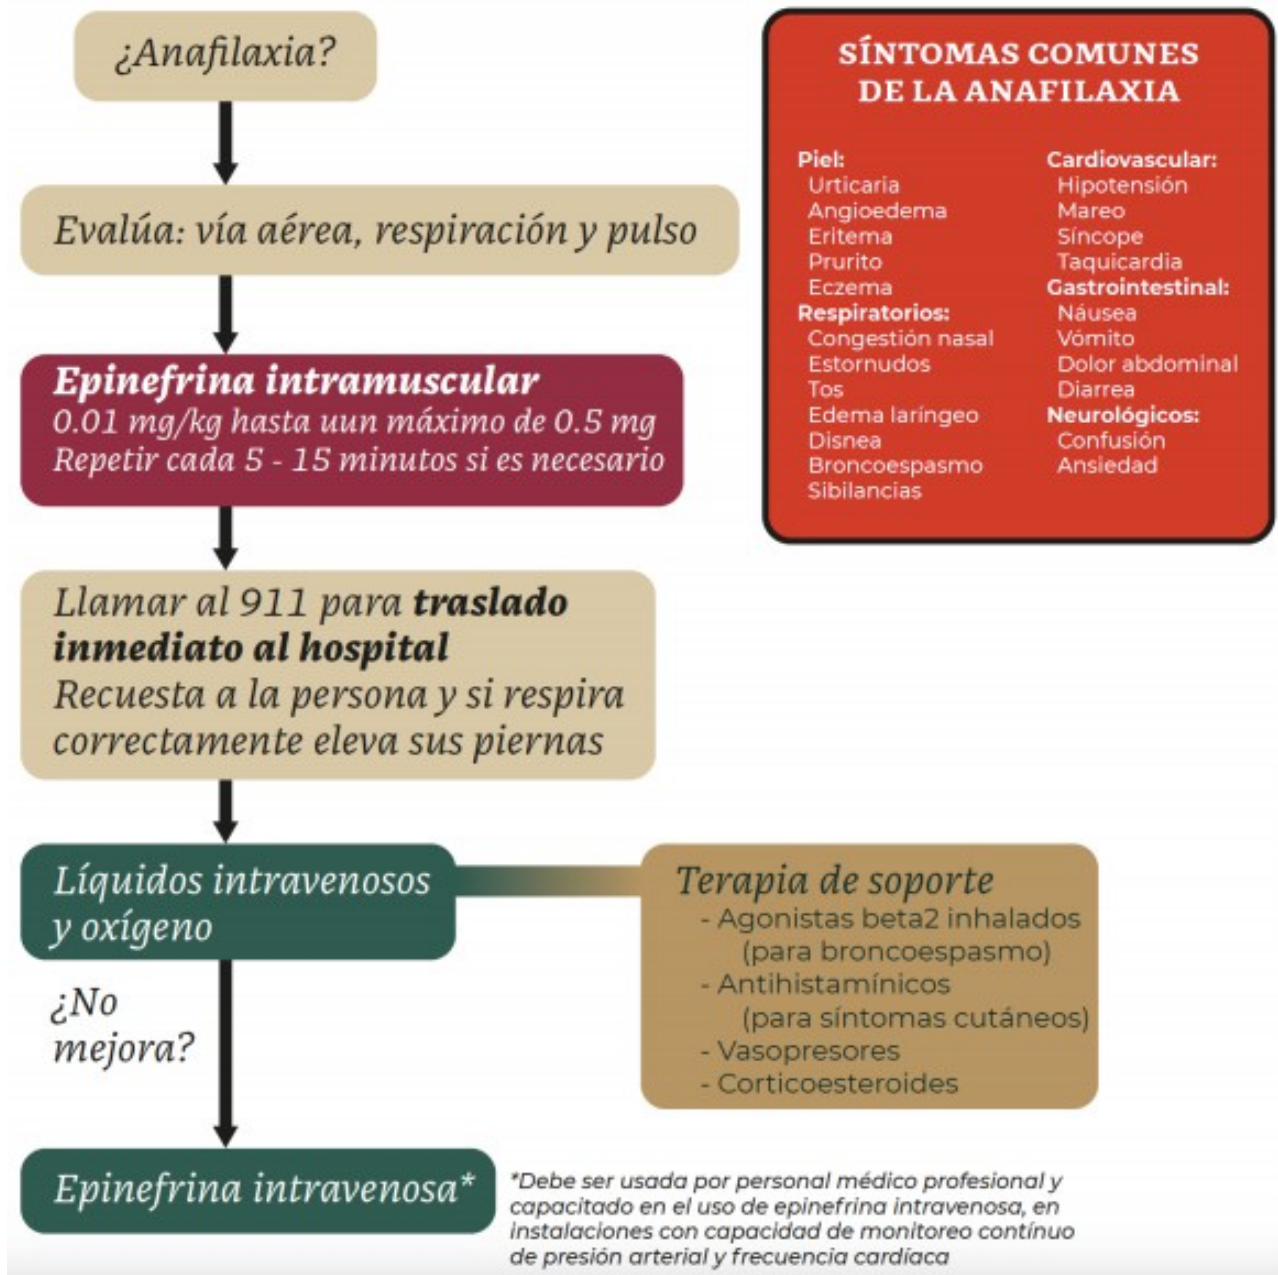 ¿Anafilaxia?
Evalúa: vía aérea, respiración y pulso
Epinefrina intramuscular
0.01 mg/kg hasta uun máximo de 0.5 mg
Repetir cada 5 - 15 minutos si es necesario
Llamar al 911 para traslado
inmediato al hospital
Recuesta a la persona y si respira
correctamente eleva sus piernas
Líquidos intravenosos
y oxígeno
¿No
mejora?
Epinefrina intravenosa*
Terapia de soporte
- Agonistas beta2 inhalados
(para broncoespasmo)
- Antihistamínicos
(para síntomas cutáneos)
- Vasopresores
- Corticoesteroides
*Debe ser usada por personal médico profesional y
capacitado en el uso de epinefrina intravenosa, en
instalaciones con capacidad de monitoreo contínuo
de presión arterial y frecuencia cardíaca
SÍNTOMAS COMUNES
DE LA ANAFILAXIA
Piel:
Urticaria
Angioedema
Eritema
Prurito
Eczema
Respiratorios:
Congestión nasal
Estornudos
Tos
Edema laríngeo
Disnea
Broncoespasmo
Sibilancias
Cardiovascular:
Hipotensión
Mareo
Síncope
Taquicardia
Gastrointestinal:
Náusea
Vómito
Dolor abdominal
Diarrea
Neurológicos:
Confusión
Ansiedad